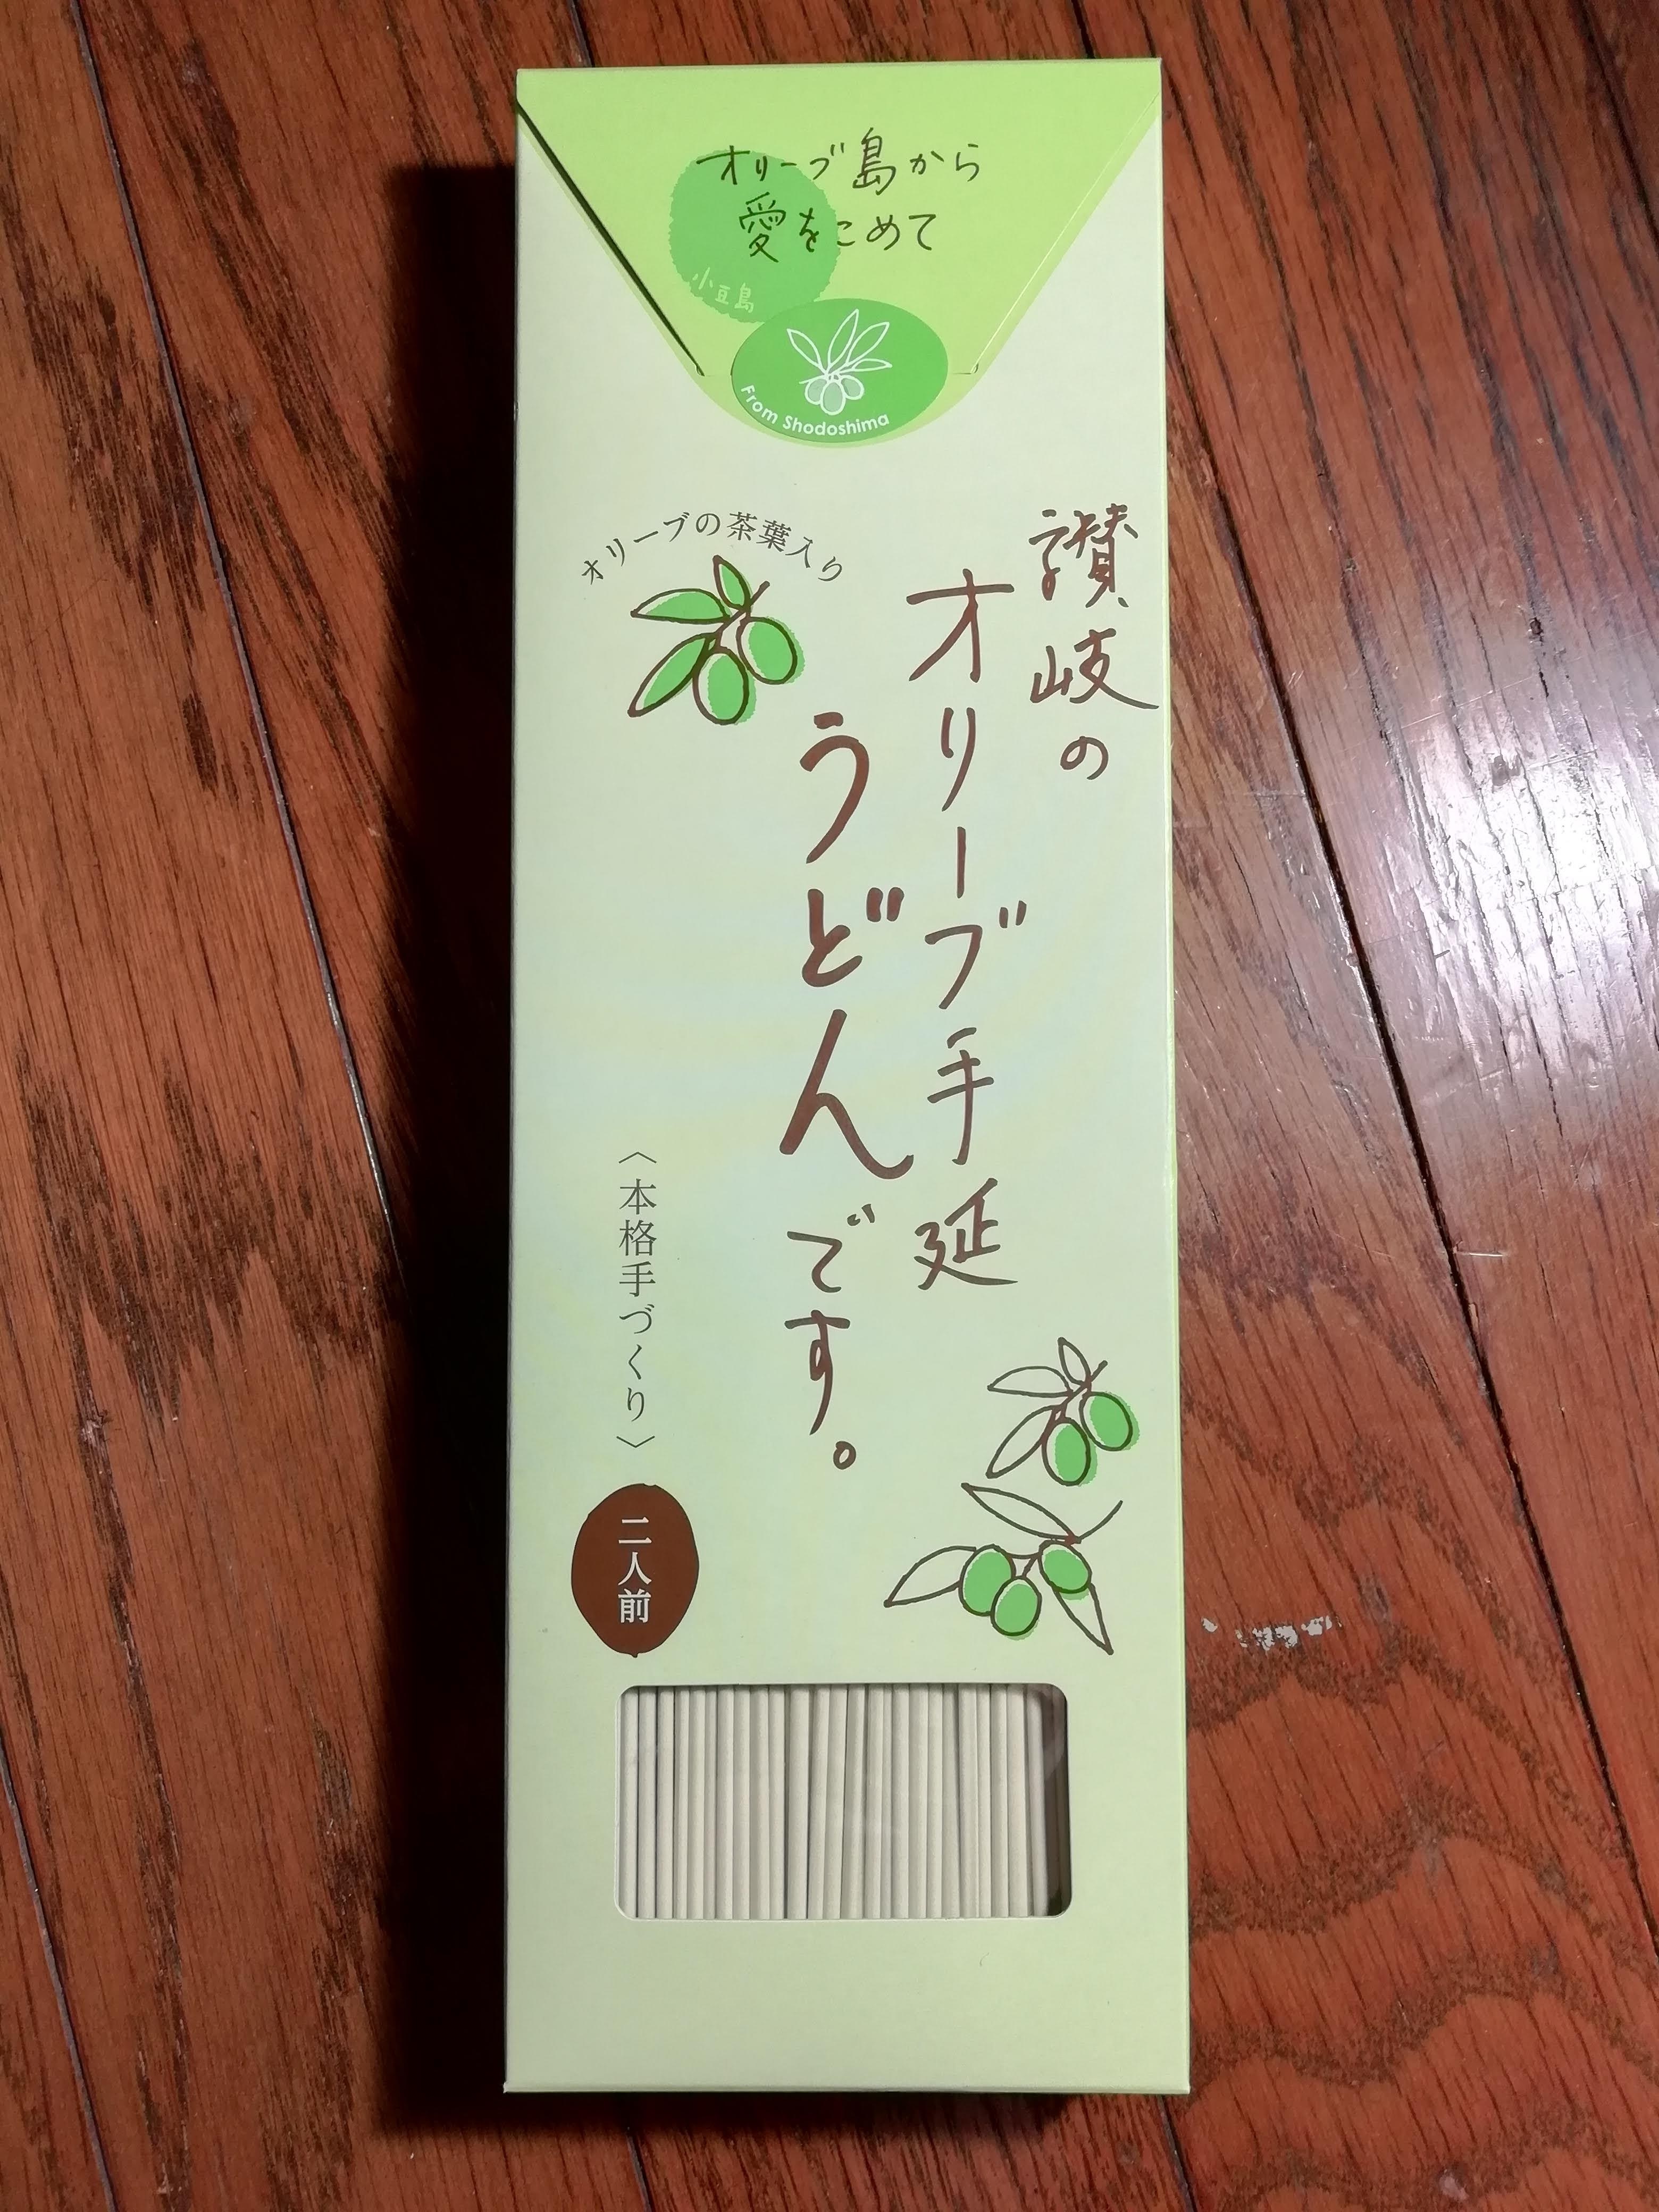 オリーブ島から
愛をこめて
小豆島
From Shodoshima
讃岐の
オリーブ手延
うどんです。
オリーブの茶葉入り
〈本格手づくり〉
二人前